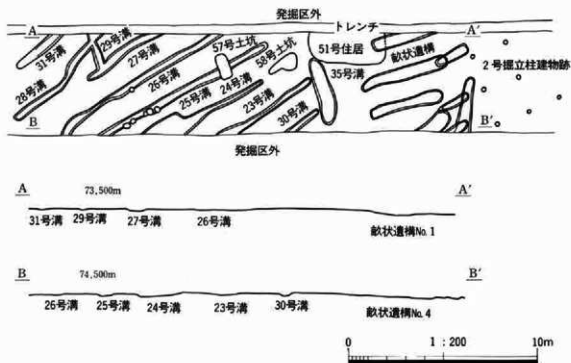 発掘区外
A
トレンチ
A′
31号溝
29号溝
27号溝
57号土坑
58号土坑
51号住居
畝状遺構
2号掘立柱建物跡
28号溝
26号溝
25号溝
24号溝
23号溝
30号溝
35号溝
B
B′
発掘区外
A
73,500m
A′
31号溝
29号溝
27号溝
26号溝
畝状遺構No.1
B
74,500m
B′
26号溝
25号溝
24号溝
23号溝
30号溝
畝状遺構No.4
0
1:200
10m